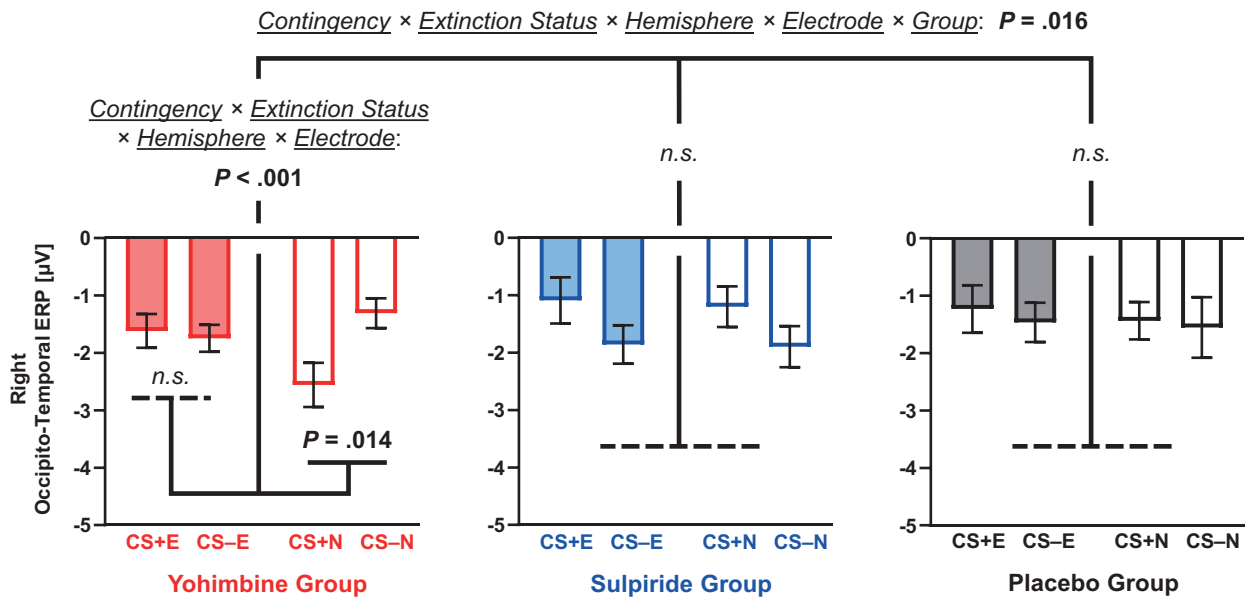 Contingency × Extinction Status × Hemisphere × Electrode × Group: P = .016
Contingency × Extinction Status
× Hemisphere × Electrode:
P < .001
n.s.
n.s.
Right
Occipito-Temporal ERP [µV]
0
-1
-2
-3
-4
-5
n.s.
P = .014
CS+E CS–E CS+N CS–N
Yohimbine Group
0
-1
-2
-3
-4
-5
CS+E CS–E CS+N CS–N
Sulpiride Group
0
-1
-2
-3
-4
-5
CS+E CS–E CS+N CS–N
Placebo Group